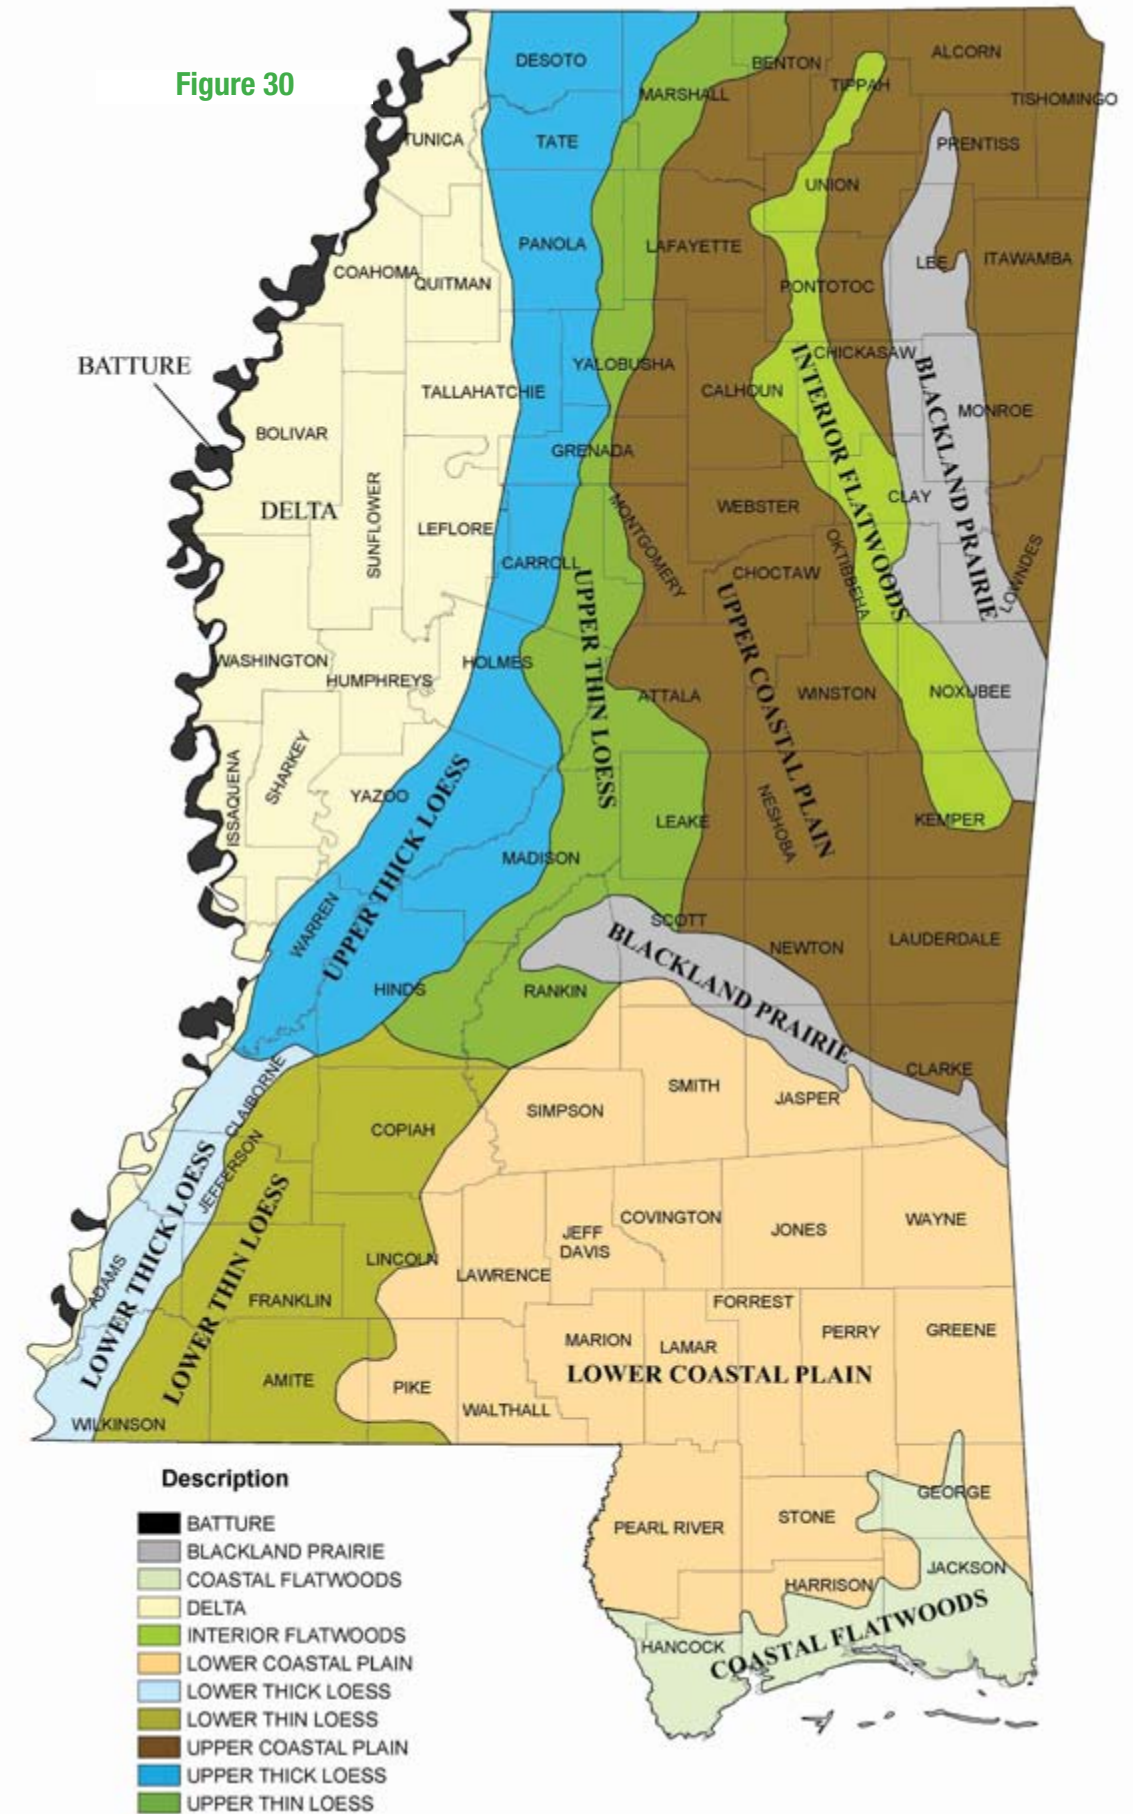 Figure 30
DESOTO
BENTON
ALCORN
TIPPAH
MARSHALL
TISHOMINGO
TUNICA
TATE
PRENTISS
UNION
PANOLA
LAFAYETTE
LEE
ITAWAMBA
COAHOMA
QUITMAN
PONTOTOC
BATTURE
YALOBUSHA
CHICKASAW
TALLAHATCHIE
CALHOUN
MONROE
INTERIOR FLATWOODS
BLACKLAND PRAIRIE
BOLIVAR
GRENADA
DELTA
SUNFLOWER
LEFLORE
MONTGOMERY
WEBSTER
CLAY
CARROLL
CHOCTAW
OKTIBBEHA
LOWNDES
UPPER THIN LOESS
UPPER COASTAL PLAIN
WASHINGTON
HUMPHREYS
HOLMES
ATTALA
WINSTON
NOXUBEE
ISSAQUENA
SHARKEY
YAZOO
UPPER THICK LOESS
LEAKE
NESHOBA
KEMPER
MADISON
WARREN
SCOTT
NEWTON
LAUDERDALE
BLACKLAND PRAIRIE
HINDS
RANKIN
CLARKE
CLAIBORNE
SMITH
JASPER
SIMPSON
COPIAH
JEFFERSON
LOWER THICK LOESS
LOWER THIN LOESS
COVINGTON
JONES
WAYNE
JEFF
DAVIS
LINCOLN
LAWRENCE
ADAMS
FRANKLIN
FORREST
MARION
LAMAR
PERRY
GREENE
LOWER COASTAL PLAIN
AMITE
PIKE
WALTHALL
WILKINSON
GEORGE
STONE
PEARL RIVER
JACKSON
HARRISON
HANCOCK
COASTAL FLATWOODS
Description
BATTURE
BLACKLAND PRAIRIE
COASTAL FLATWOODS
DELTA
INTERIOR FLATWOODS
LOWER COASTAL PLAIN
LOWER THICK LOESS
LOWER THIN LOESS
UPPER COASTAL PLAIN
UPPER THICK LOESS
UPPER THIN LOESS